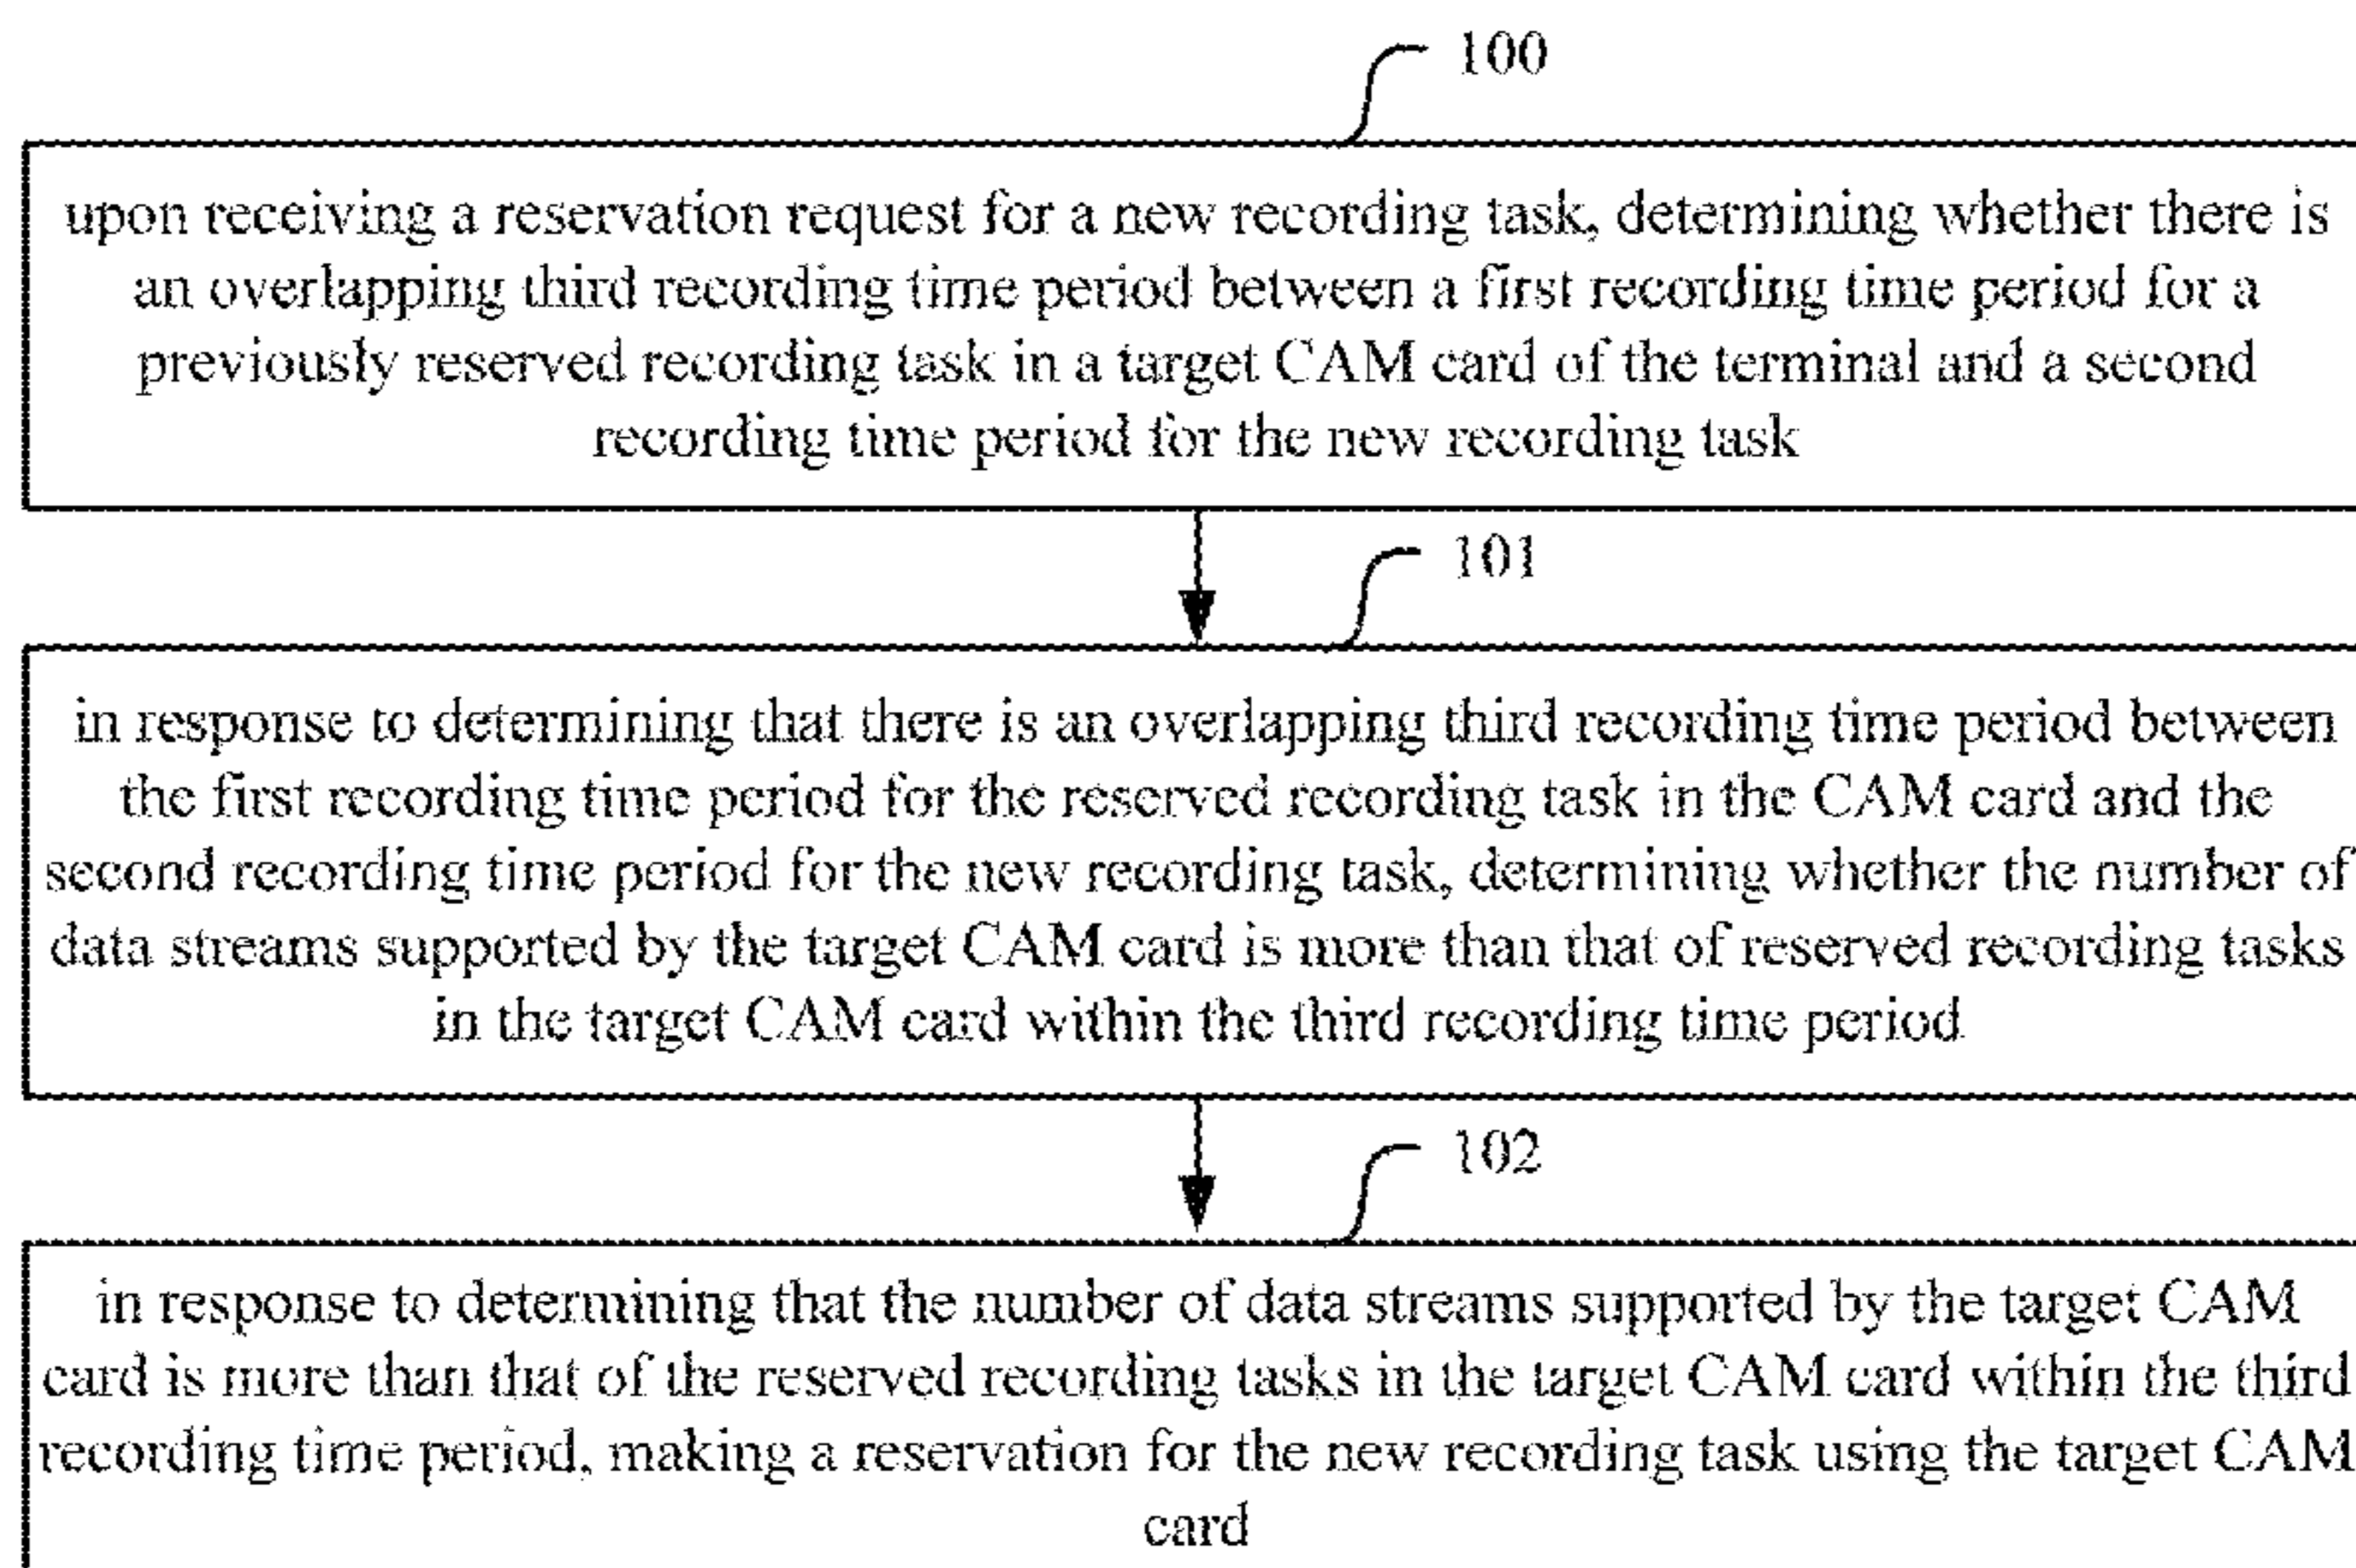 100
upon receiving a reservation request for a new recording task, determining whether there is
an overlapping third recording time period between a first recording time period for a
previously reserved recording task in a target CAM card of the terminal and a second
recording time period for the new recording task
101
in response to determining that there is an overlapping third recording time period between
the first recording time period for the reserved recording task in the CAM card and the
second recording time period for the new recording task, determining whether the number of
data streams supported by the target CAM card is more than that of reserved recording tasks
in the target CAM card within the third recording time period
102
in response to determining that the number of data streams supported by the target CAM
card is more than that of the reserved recording tasks in the target CAM card within the third
recording time period, making a reservation for the new recording task using the target CAM
card